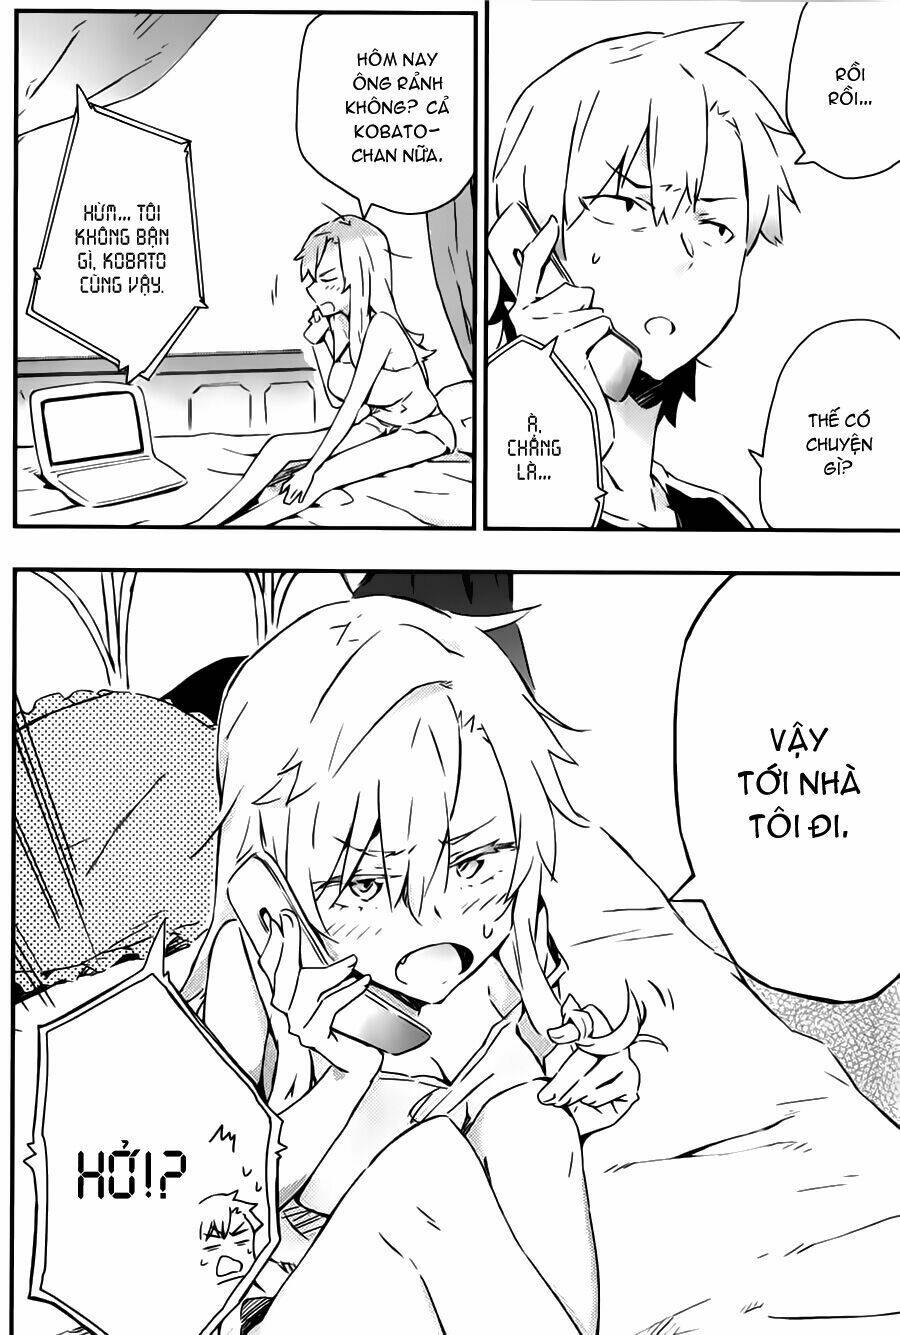 RỒI
RỒI...
THẾ CÓ
CHUYỆN
GÌ?
À,
CHẲNG
LÀ...
HÔM NAY
ÔNG RẢNH
KHÔNG? CẢ
KOBATO-
CHAN NỮA.
HỪM... TÔI
KHÔNG BẬN
GÌ, KOBATO
CŨNG VẬY.
VẬY
TỚI NHÀ
TÔI ĐI.
HỞ!?